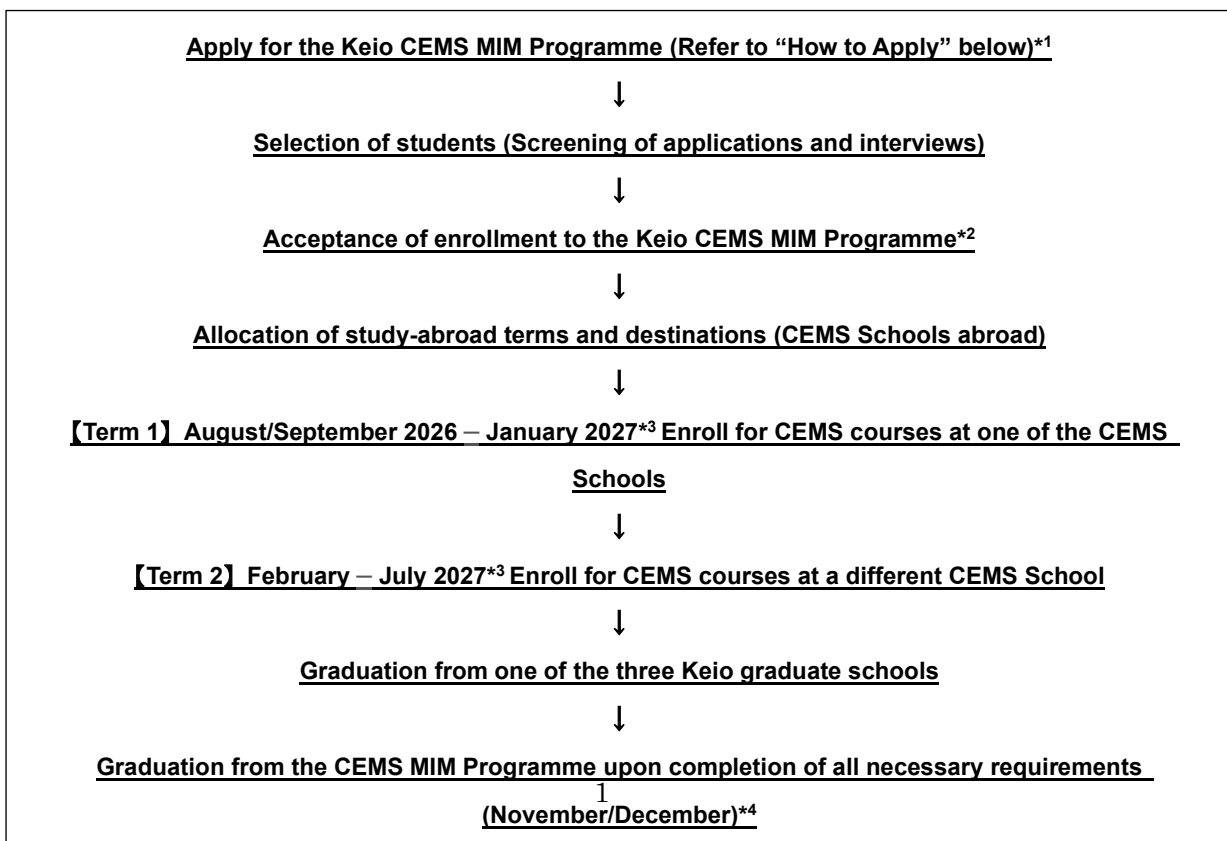 Apply for the Keio CEMS MIM Programme (Refer to “How to Apply” below)*1
↓
Selection of students (Screening of applications and interviews)
↓
Acceptance of enrollment to the Keio CEMS MIM Programme*2
↓
Allocation of study-abroad terms and destinations (CEMS Schools abroad)
↓
【Term 1】 August/September 2026 – January 2027*3 Enroll for CEMS courses at one of the CEMS
Schools
↓
【Term 2】 February – July 2027*3 Enroll for CEMS courses at a different CEMS School
↓
Graduation from one of the three Keio graduate schools
↓
Graduation from the CEMS MIM Programme upon completion of all necessary requirements
1
(November/December)*4